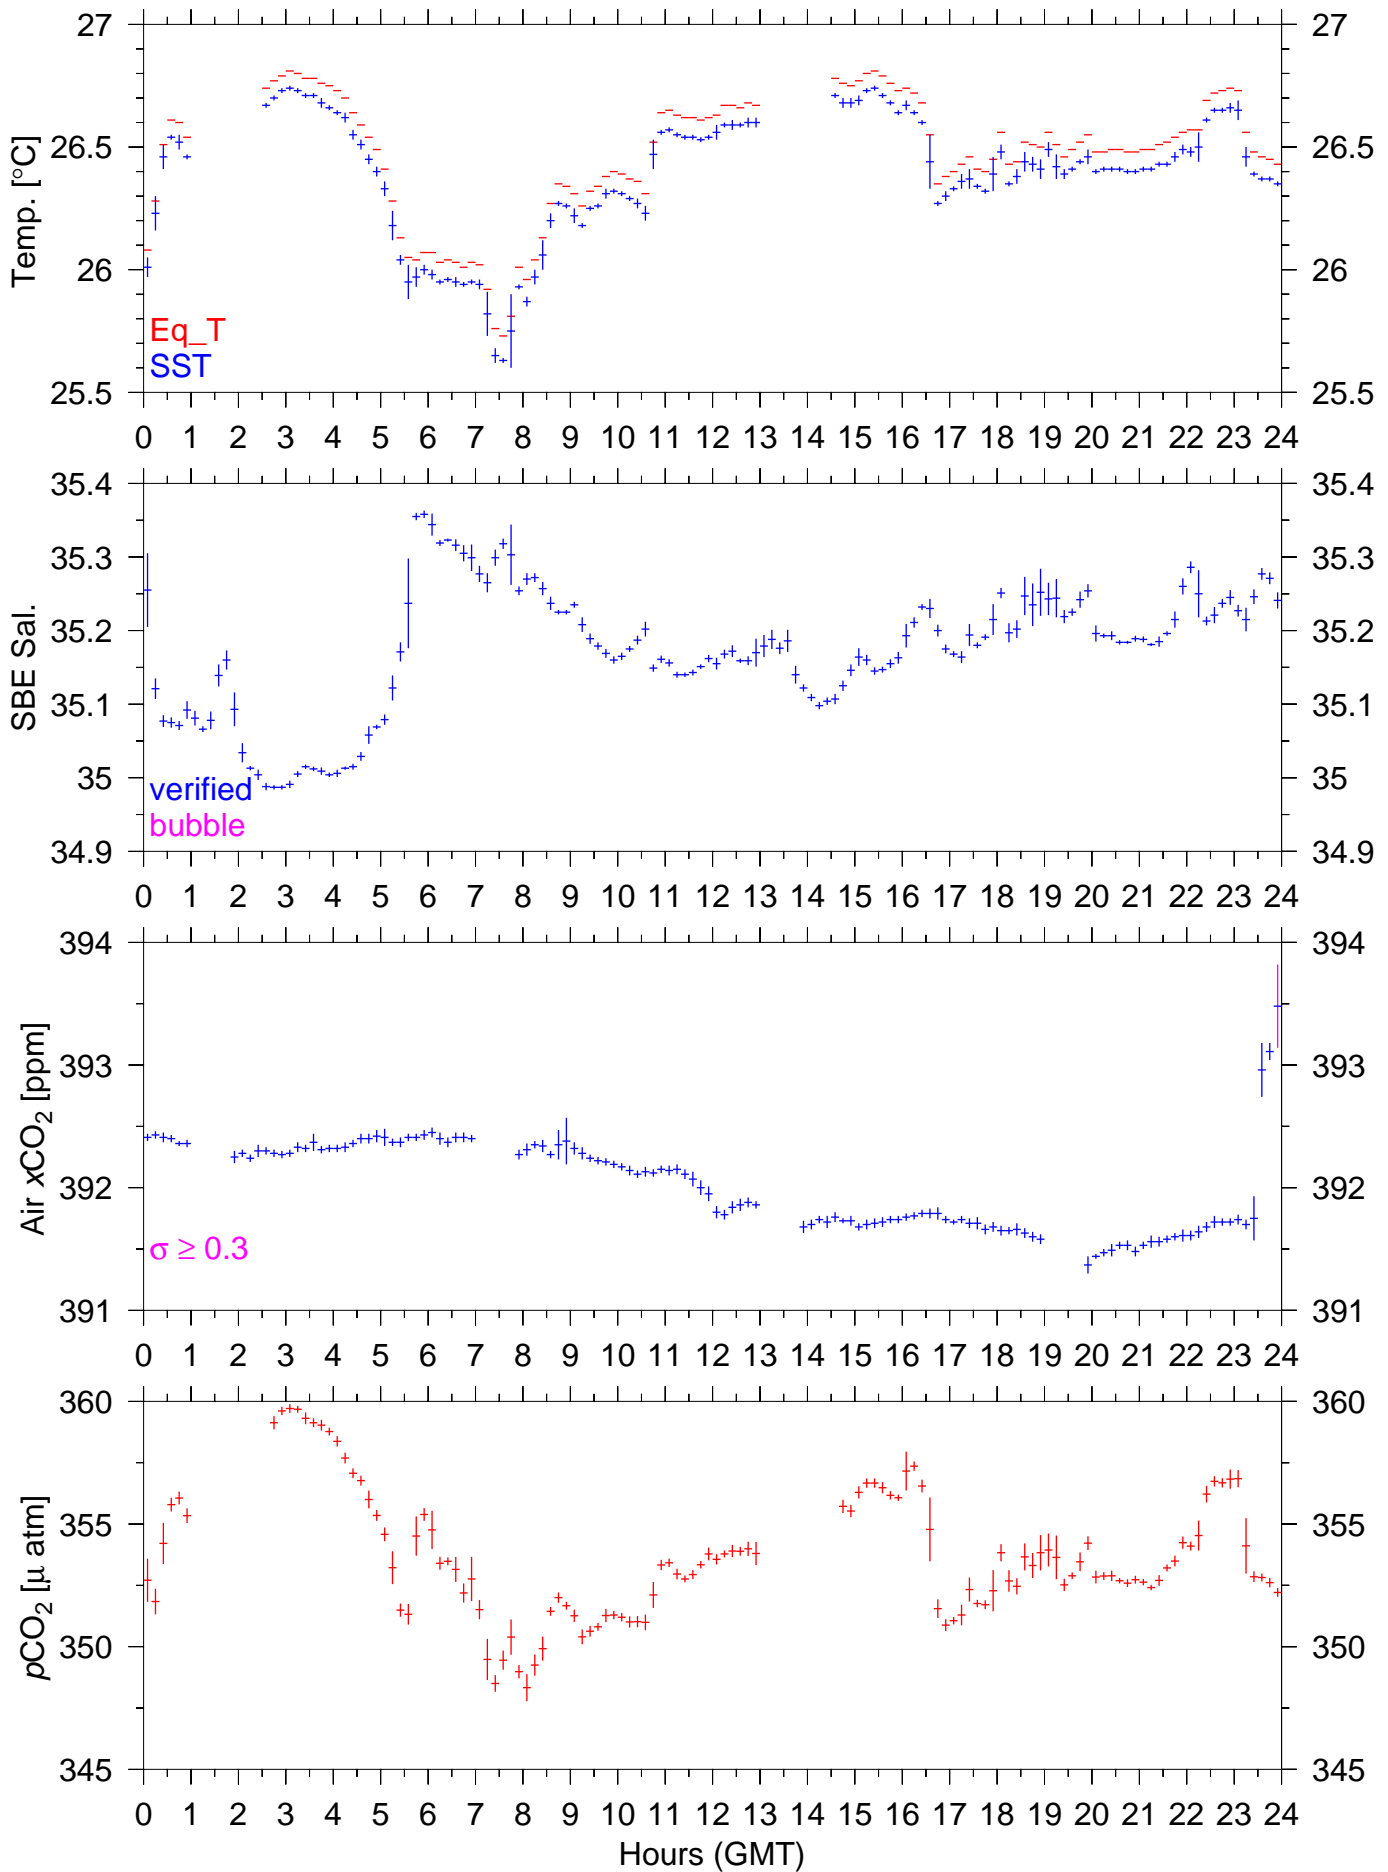 27 27
26.5 26.5
26 26
25.5 25.5
Temp. [°C]
Eq_T
SST
0 1 2 3 4 5 6 7 8 9 10 11 12 13 14 15 16 17 18 19 20 21 22 23 24
35.4 35.4
35.3 35.3
35.2 35.2
35.1 35.1
35 35
34.9 34.9
SBE Sal.
verified
bubble
0 1 2 3 4 5 6 7 8 9 10 11 12 13 14 15 16 17 18 19 20 21 22 23 24
394 394
393 393
392 392
391 391
Air xCO₂ [ppm]
σ ≥ 0.3
0 1 2 3 4 5 6 7 8 9 10 11 12 13 14 15 16 17 18 19 20 21 22 23 24
360 360
355 355
350 350
345 345
pCO₂ [μ atm]
0 1 2 3 4 5 6 7 8 9 10 11 12 13 14 15 16 17 18 19 20 21 22 23 24
Hours (GMT)